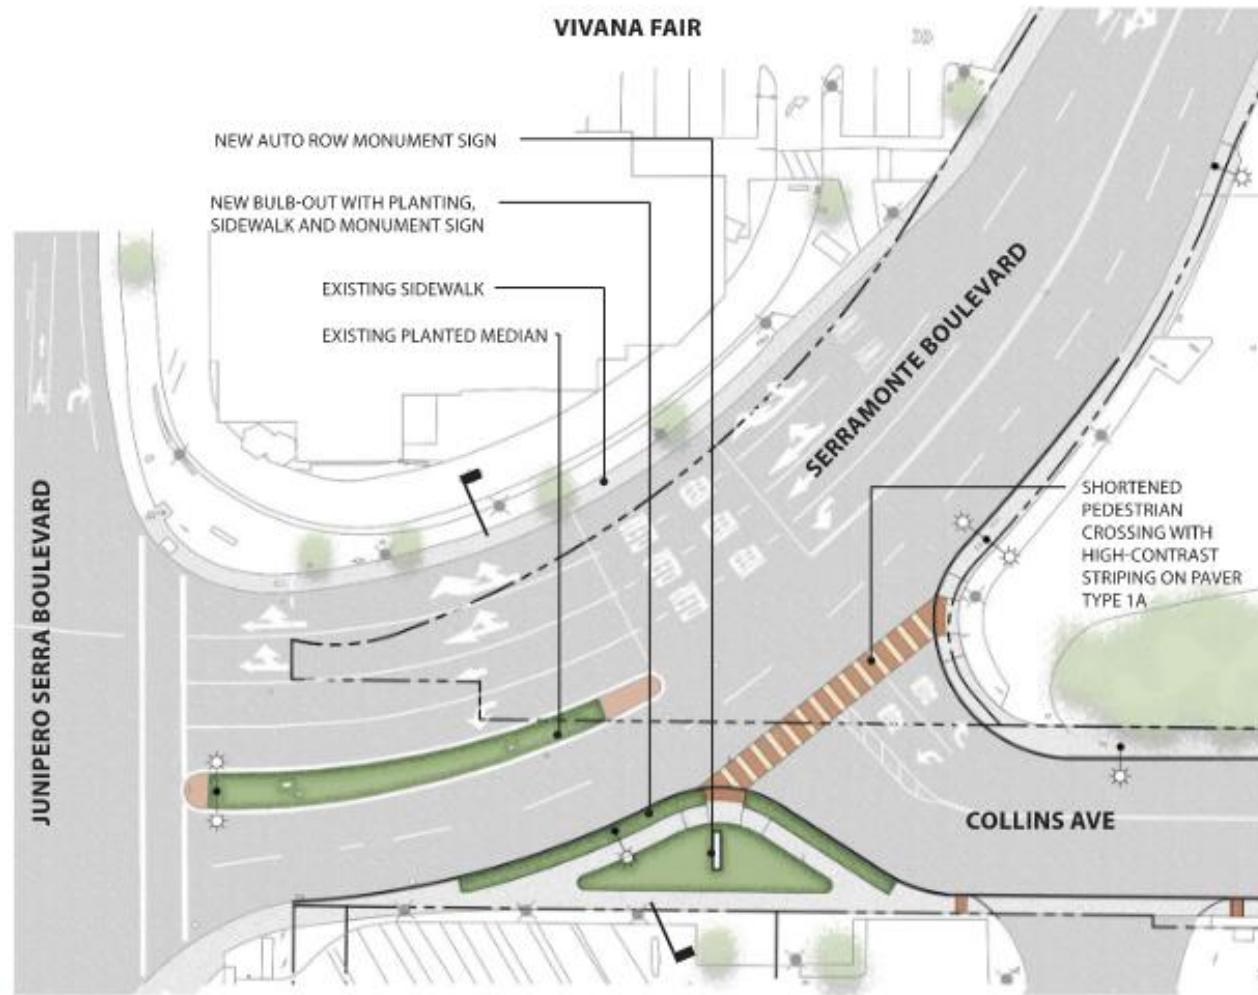 VIVANA FAIR
NEW AUTO ROW MONUMENT SIGN
NEW BULB-OUT WITH PLANTING,
SIDEWALK AND MONUMENT SIGN
EXISTING SIDEWALK
EXISTING PLANTED MEDIAN
SERRAMONTE BOULEVARD
JUNIPERO SERRA BOULEVARD
SHORTENED
PEDESTRIAN
CROSSING WITH
HIGH-CONTRAST
STRIPING ON PAVER
TYPE 1A
COLLINS AVE